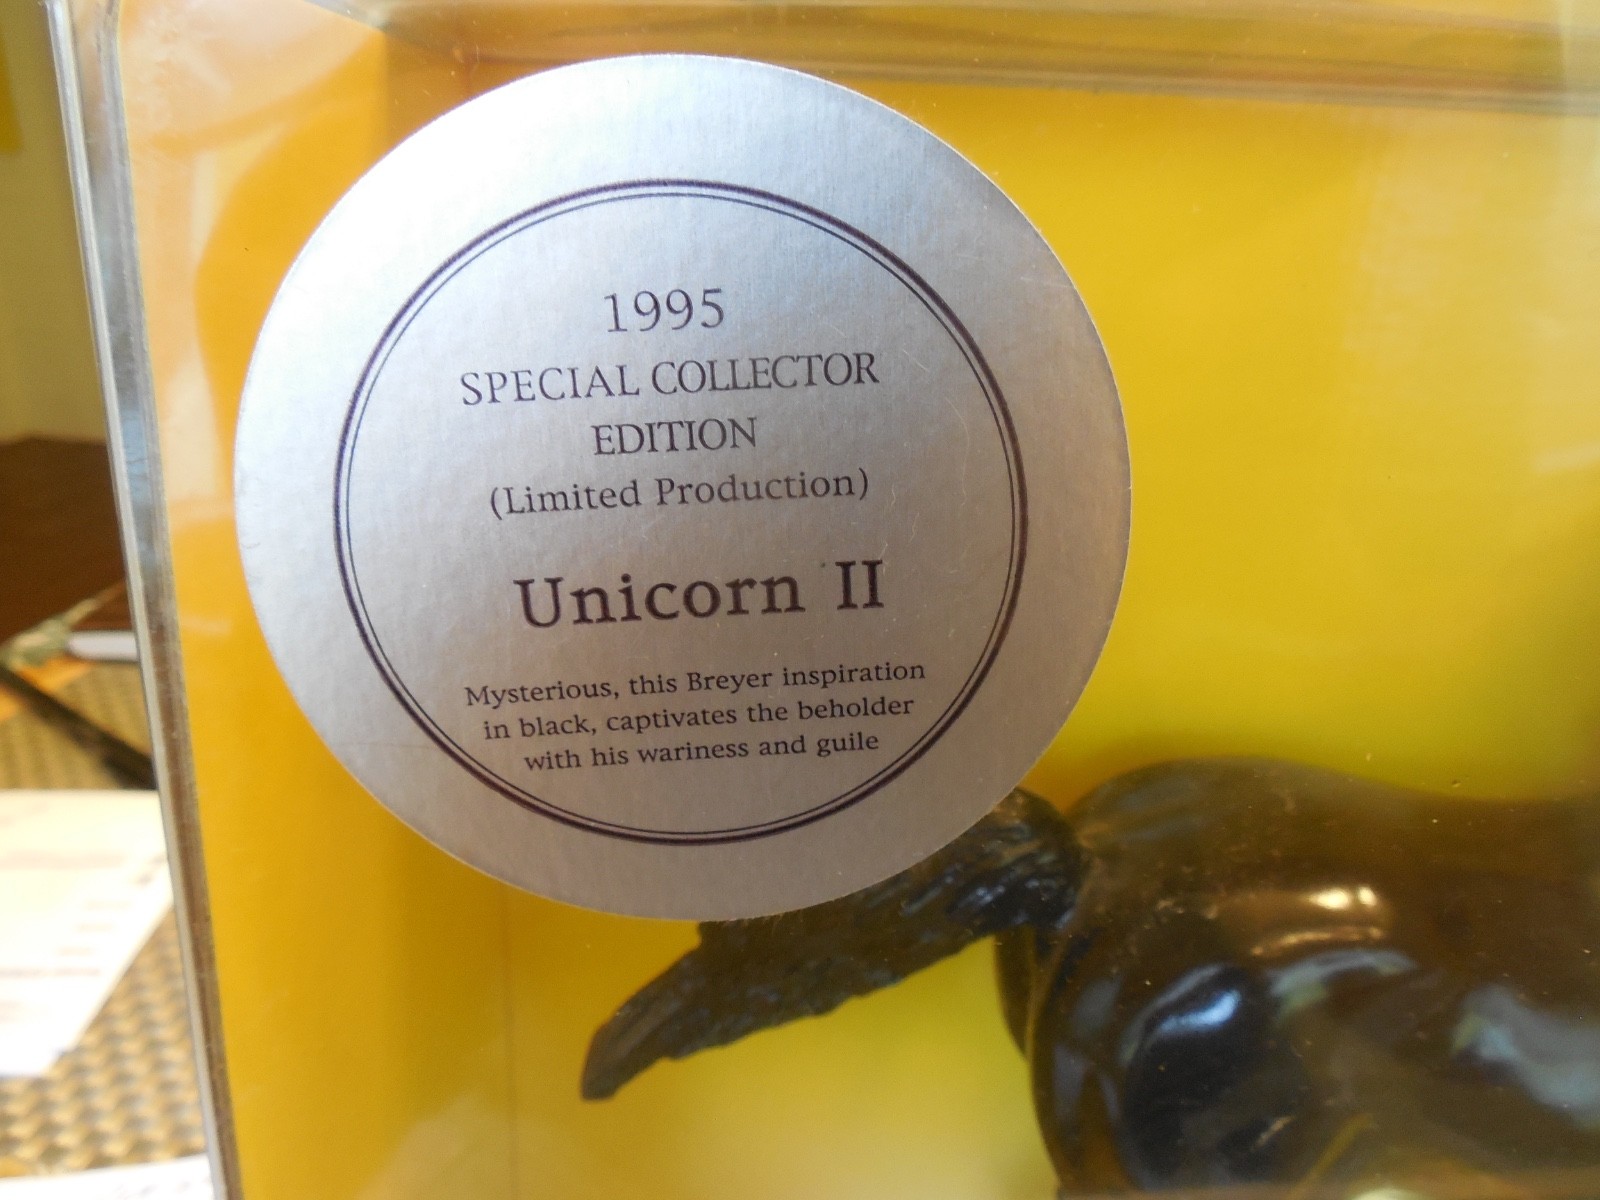 1995
SPECIAL COLLECTOR
EDITION
(Limited Production)
Unicorn II
Mysterious, this Breyer inspiration
in black, captivates the beholder
with his wariness and guile